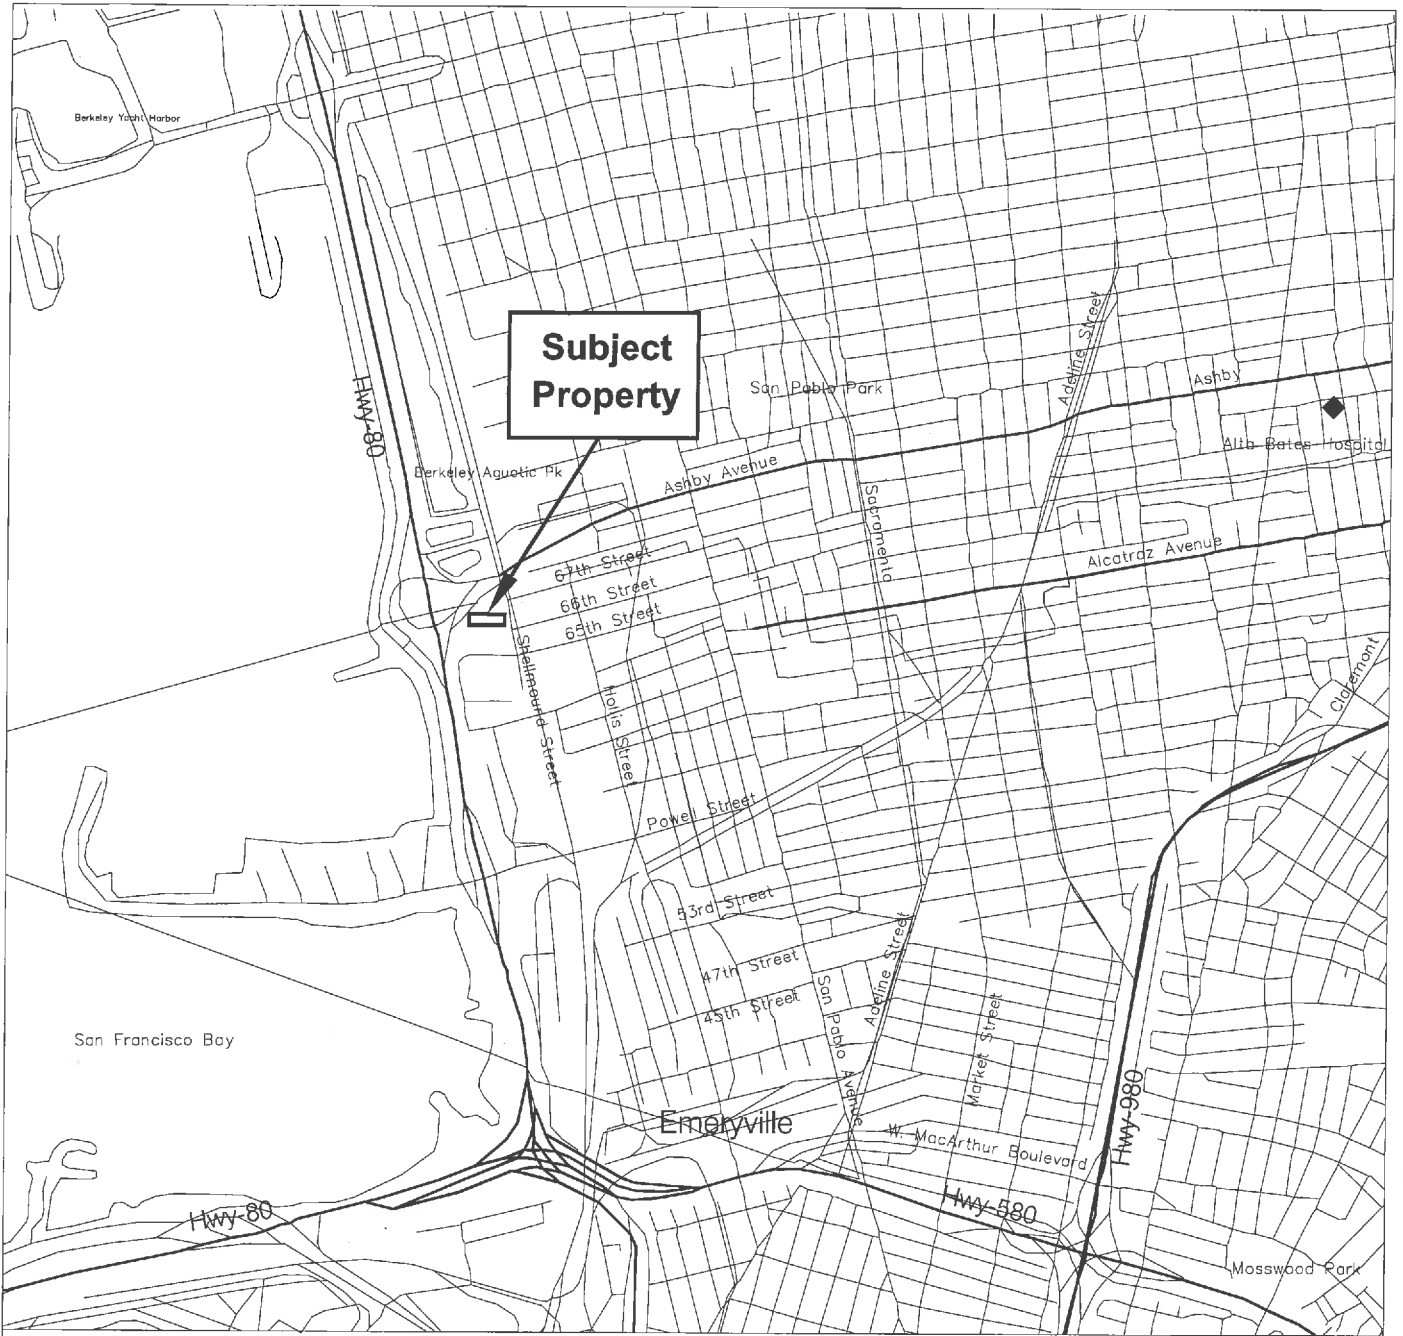 Berkeley Yacht Harbor
Subject
Property
Hwy-80
Adeline Street
San Pablo Park
Ashby
Alta Bates Hospital
Berkeley Aquatic Pk
Ashby Avenue
Sacramento
67th Street
66th Street
65th Street
Alcatraz Avenue
Shellmound Street
Hollis Street
Claremont
Powell Street
53rd Street
47th Street
45th Street
San Pablo Avenue
Adeline Street
Market Street
San Francisco Bay
Emeryville
W. MacArthur Boulevard
Hwy-980
Hwy-80
Hwy-580
Mosswood Park